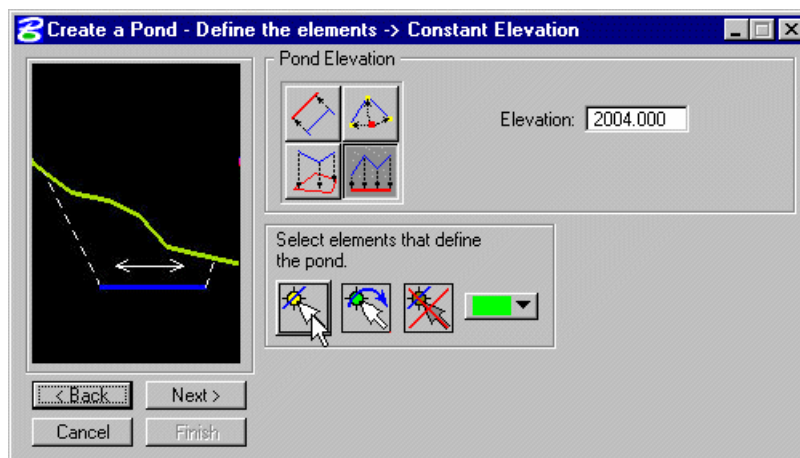 Create a Pond - Define the elements -> Constant Elevation
Pond Elevation
Elevation: 2004.000
Select elements that define
the pond.
< Back
Next >
Cancel
Finish